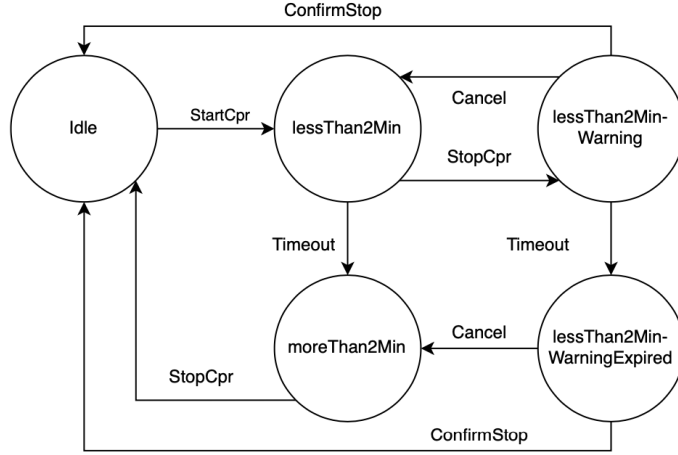 ConfirmStop
Idle
StartCpr
lessThan2Min
Cancel
StopCpr
lessThan2Min-
Warning
Timeout
Timeout
moreThan2Min
Cancel
lessThan2Min-
WarningExpired
StopCpr
ConfirmStop